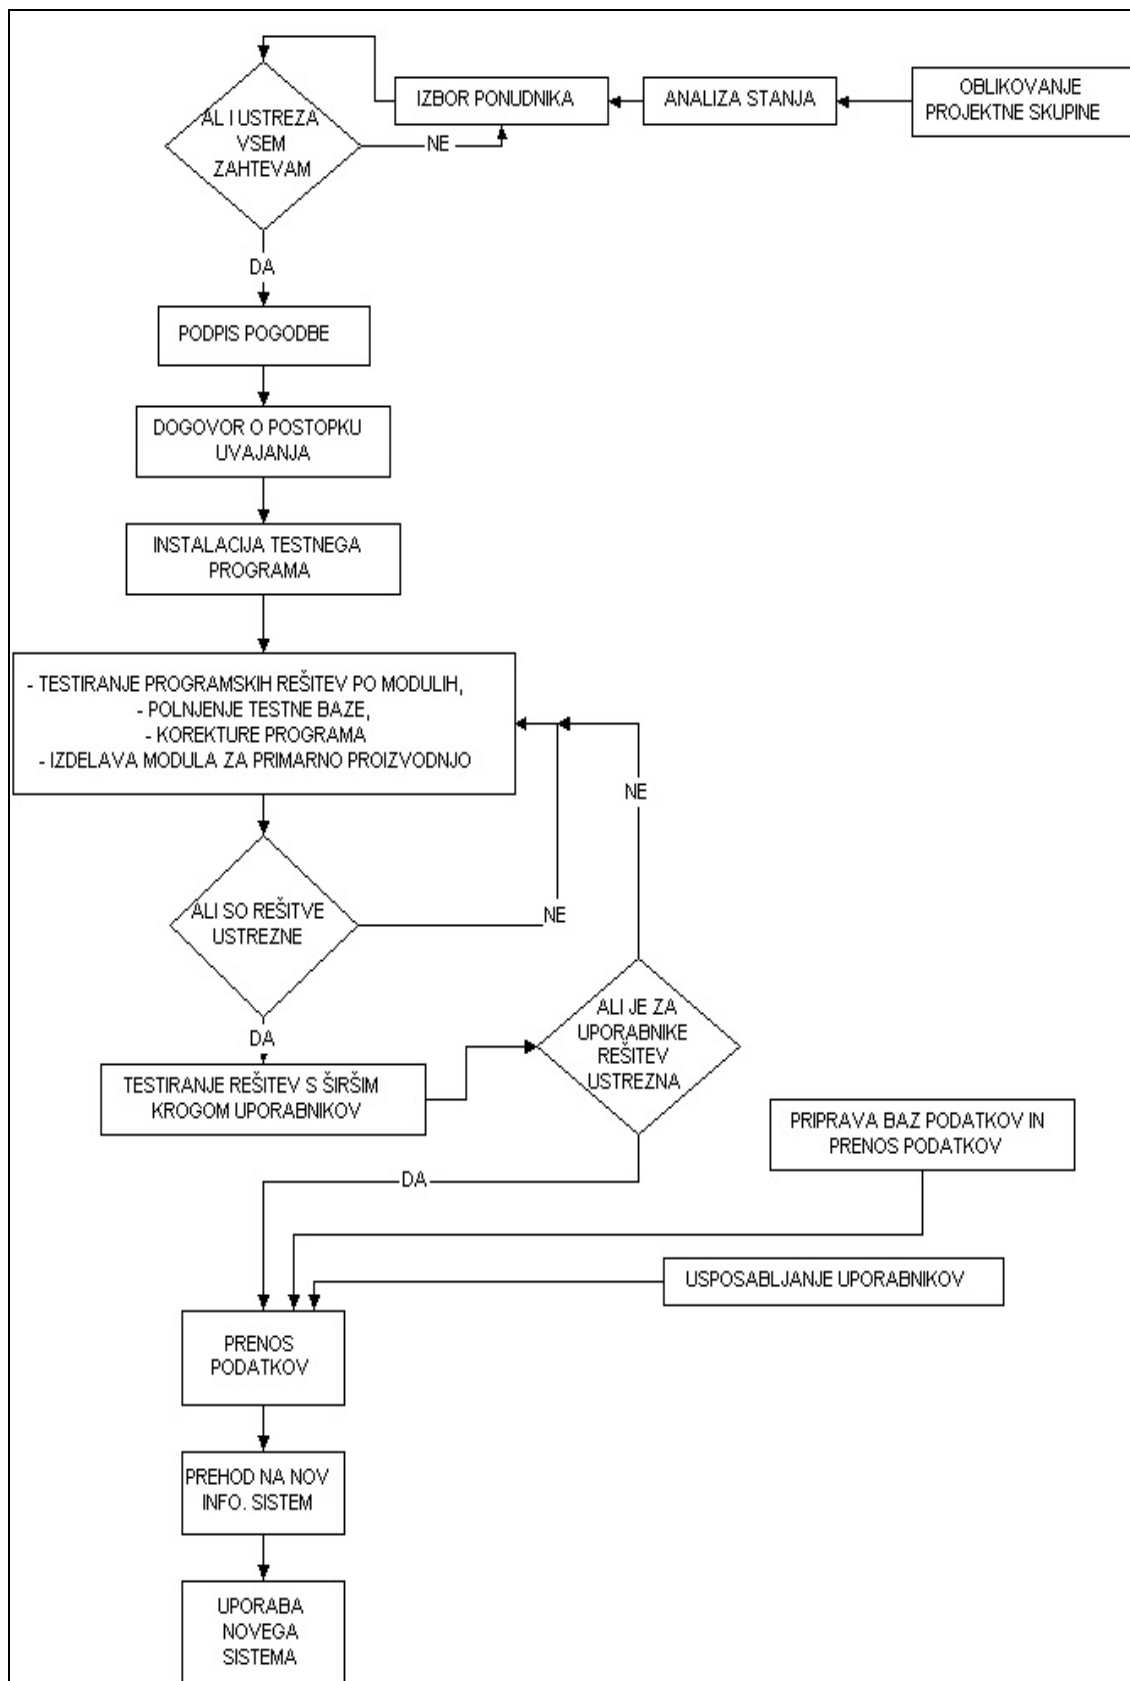 OBLIKOVANJE
PROJEKTNE SKUPINE
ANALIZA STANJA
IZBOR PONUDNIKA
AL I USTREZA
VSEM
ZAHTEVAM
NE
DA
PODPIS POGODBE
DOGOVOR O POSTOPKU
UVAJANJA
INSTALACIJA TESTNEGA
PROGRAMA
- TESTIRANJE PROGRAMSKIH REŠITEV PO MODULIH,
- POLNJENJE TESTNE BAZE,
- KOREKTURE PROGRAMA
- IZDELAVA MODULA ZA PRIMARNO PROIZVODNJO
ALI SO REŠITVE
USTREZNE
NE
DA
TESTIRANJE REŠITEV S ŠIRŠIM
KROGOM UPORABNIKOV
ALI JE ZA
UPORABNIKE
REŠITEV
USTREZNA
NE
DA
PRIPRAVA BAZ PODATKOV IN
PRENOS PODATKOV
USPOSABLJANJE UPORABNIKOV
PRENOS
PODATKOV
PREHOD NA NOV
INFO. SISTEM
UPORABA
NOVEGA
SISTEMA